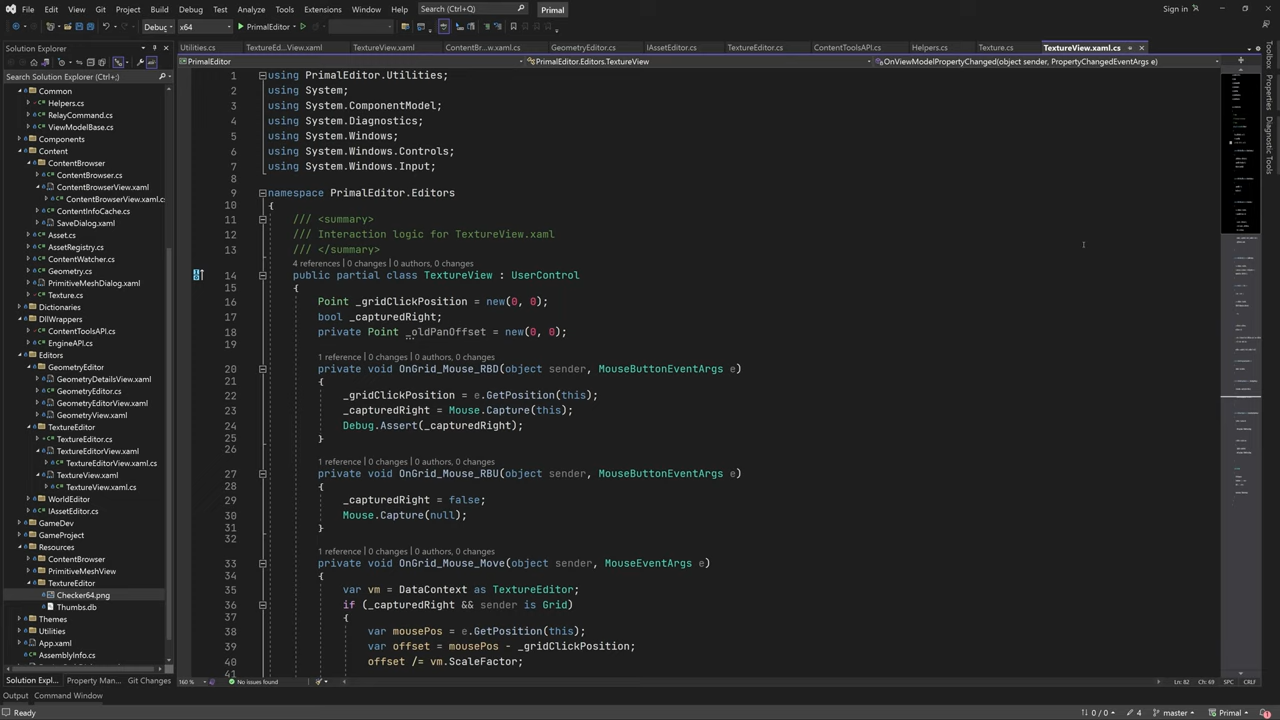 File Edit View Git Project Build Debug Test Analyze Tools Extensions Window Help Search (Ctrl+Q) Primal
Sign in
Debug x64 PrimalEditor
Solution Explorer
Search Solution Explorer (Ctrl+;)
Common
Helpers.cs
RelayCommand.cs
ViewModelBase.cs
Components
Content
ContentBrowser
ContentBrowser.cs
ContentBrowserView.xaml
ContentBrowserView.xaml.c
ContentInfoCache.cs
SaveDialog.xaml
Asset.cs
AssetRegistry.cs
ContentWatcher.cs
Geometry.cs
PrimitiveMeshDialog.xaml
Texture.cs
Dictionaries
DllWrappers
ContentToolsAPI.cs
EngineAPI.cs
Editors
GeometryEditor
GeometryDetailsView.xaml
GeometryEditor.cs
GeometryEditorView.xaml
GeometryView.xaml
TextureEditor
TextureEditor.cs
TextureEditorView.xaml
TextureEditorView.xaml.cs
TextureView.xaml
TextureView.xaml.cs
WorldEditor
IAssetEditor.cs
GameDev
GameProject
Resources
ContentBrowser
PrimitiveMeshView
TextureEditor
Checker64.png
Thumbs.db
Themes
Utilities
App.xaml
AssemblyInfo.cs
Solution Expl... Property Man... Git Changes
Utilities.cs TextureEd...View.xaml TextureView.xaml ContentBr...w.xaml.cs GeometryEditor.cs IAssetEditor.cs TextureEditor.cs ContentToolsAPI.cs Helpers.cs Texture.cs TextureView.xaml.cs
PrimalEditor PrimalEditor.Editors.TextureView OnViewModelPropertyChanged(object sender, PropertyChangedEventArgs e)
1 using PrimalEditor.Utilities;
2 using System;
3 using System.ComponentModel;
4 using System.Diagnostics;
5 using System.Windows;
6 using System.Windows.Controls;
7 using System.Windows.Input;
8
9 namespace PrimalEditor.Editors
10 {
11 /// <summary>
12 /// Interaction logic for TextureView.xaml
13 /// </summary>
4 references | 0 changes | 0 authors, 0 changes
14 public partial class TextureView : UserControl
15 {
16 Point _gridClickPosition = new(0, 0);
17 bool _capturedRight;
18 private Point _oldPanOffset = new(0, 0);
19
1 reference | 0 changes | 0 authors, 0 changes
20 private void OnGrid_Mouse_RBD(object sender, MouseButtonEventArgs e)
21 {
22 _gridClickPosition = e.GetPosition(this);
23 _capturedRight = Mouse.Capture(this);
24 Debug.Assert(_capturedRight);
25 }
26
1 reference | 0 changes | 0 authors, 0 changes
27 private void OnGrid_Mouse_RBU(object sender, MouseButtonEventArgs e)
28 {
29 _capturedRight = false;
30 Mouse.Capture(null);
31 }
32
1 reference | 0 changes | 0 authors, 0 changes
33 private void OnGrid_Mouse_Move(object sender, MouseEventArgs e)
34 {
35 var vm = DataContext as TextureEditor;
36 if (_capturedRight && sender is Grid)
37 {
38 var mousePos = e.GetPosition(this);
39 var offset = mousePos - _gridClickPosition;
40 offset /= vm.ScaleFactor;
41
160 % No issues found Ln: 82 Ch: 69 SPC CRLF
Toolbox
Properties
Diagnostic Tools
Output Command Window
Ready 0 / 0 4 master Primal 1